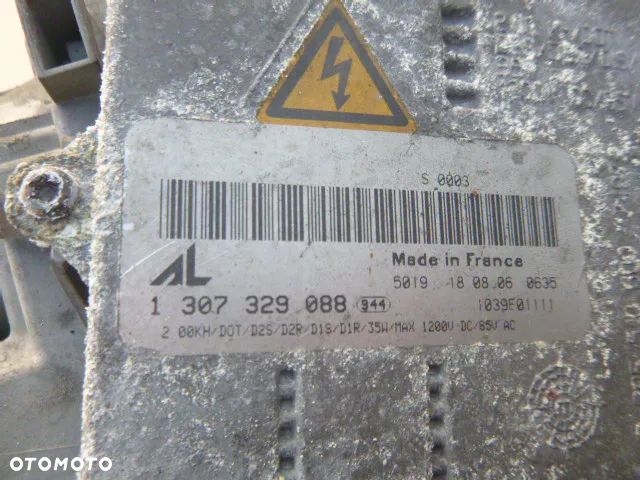 S 0003
AL
Made in France
5019 18 08.06 0635
1 307 329 088 944
1039E01111
2 00KH/DOT/D2S/D2R/D1S/D1R/35W/MAX 1200V DC/85V AC
OTOMOTO